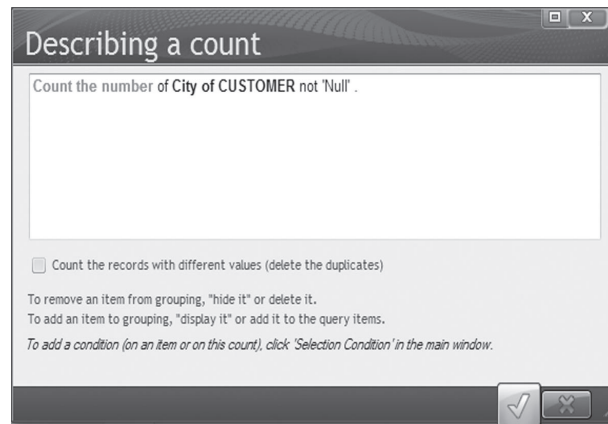 Describing a count
Count the number of City of CUSTOMER not 'Null' .
Count the records with different values (delete the duplicates)
To remove an item from grouping, "hide it" or delete it.
To add an item to grouping, "display it" or add it to the query items.
To add a condition (on an item or on this count), click 'Selection Condition' in the main window.